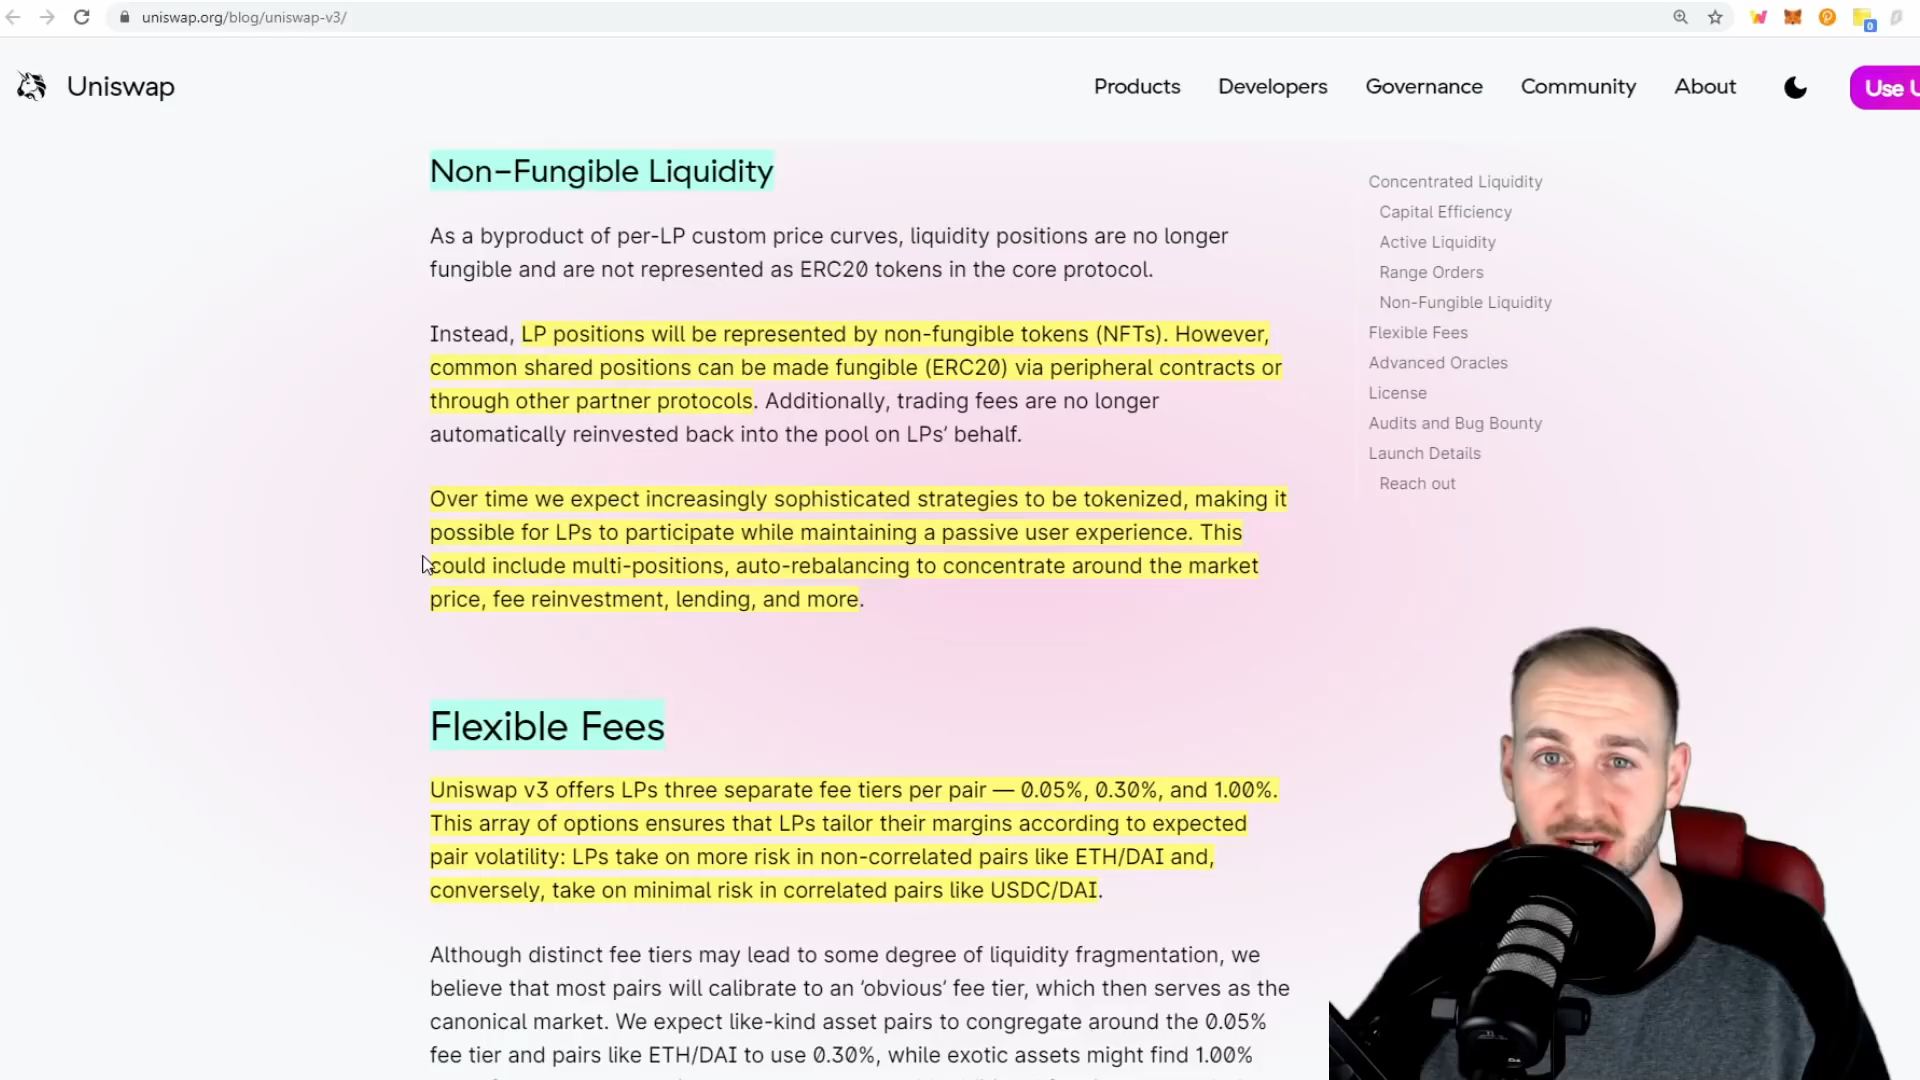 uniswap.org/blog/uniswap-v3/
0
Uniswap
Products
Developers
Governance
Community
About
Use U
Non-Fungible Liquidity
As a byproduct of per-LP custom price curves, liquidity positions are no longer
fungible and are not represented as ERC20 tokens in the core protocol.
Instead, LP positions will be represented by non-fungible tokens (NFTs). However,
common shared positions can be made fungible (ERC20) via peripheral contracts or
through other partner protocols. Additionally, trading fees are no longer
automatically reinvested back into the pool on LPs’ behalf.
Over time we expect increasingly sophisticated strategies to be tokenized, making it
possible for LPs to participate while maintaining a passive user experience. This
could include multi-positions, auto-rebalancing to concentrate around the market
price, fee reinvestment, lending, and more.
Flexible Fees
Uniswap v3 offers LPs three separate fee tiers per pair — 0.05%, 0.30%, and 1.00%.
This array of options ensures that LPs tailor their margins according to expected
pair volatility: LPs take on more risk in non-correlated pairs like ETH/DAI and,
conversely, take on minimal risk in correlated pairs like USDC/DAI.
Although distinct fee tiers may lead to some degree of liquidity fragmentation, we
believe that most pairs will calibrate to an ‘obvious’ fee tier, which then serves as the
canonical market. We expect like-kind asset pairs to congregate around the 0.05%
fee tier and pairs like ETH/DAI to use 0.30%, while exotic assets might find 1.00%
Concentrated Liquidity
Capital Efficiency
Active Liquidity
Range Orders
Non-Fungible Liquidity
Flexible Fees
Advanced Oracles
License
Audits and Bug Bounty
Launch Details
Reach out